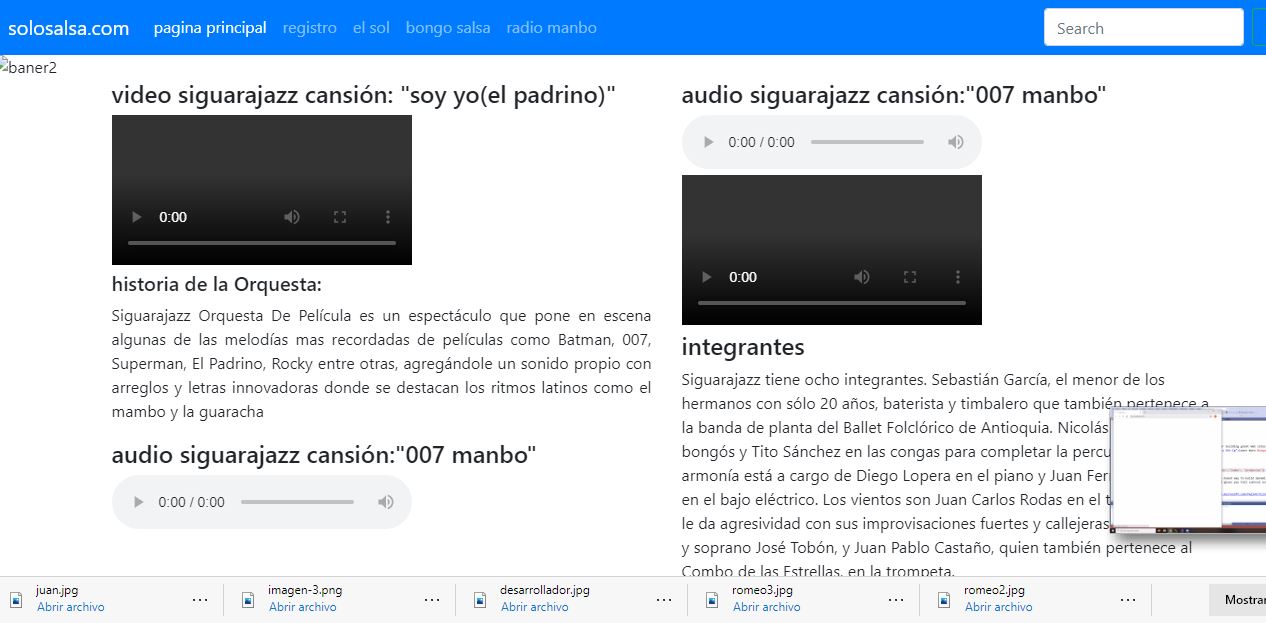 solosalsa.com pagina principal registro el sol bongo salsa radio manbo Search
baner2
video siguarajazz cansión: "soy yo(el padrino)"
0:00
historia de la Orquesta:
Siguarajazz Orquesta De Película es un espectáculo que pone en escena
algunas de las melodías mas recordadas de películas como Batman, 007,
Superman, El Padrino, Rocky entre otras, agregándole un sonido propio con
arreglos y letras innovadoras donde se destacan los ritmos latinos como el
mambo y la guaracha
audio siguarajazz cansión:"007 manbo"
0:00 / 0:00
audio siguarajazz cansión:"007 manbo"
0:00 / 0:00
0:00
integrantes
Siguarajazz tiene ocho integrantes. Sebastián García, el menor de los
hermanos con sólo 20 años, baterista y timbalero que también pertenece a
la banda de planta del Ballet Folclórico de Antioquia. Nicolás
bongós y Tito Sánchez en las congas para completar la percu
armonía está a cargo de Diego Lopera en el piano y Juan Fer
en el bajo eléctrico. Los vientos son Juan Carlos Rodas en el t
le da agresividad con sus improvisaciones fuertes y callejeras
y soprano José Tobón, y Juan Pablo Castaño, quien también pertenece al
Combo de las Estrellas, en la trompeta.
juan.jpg
Abrir archivo
imagen-3.png
Abrir archivo
desarrollador.jpg
Abrir archivo
romeo3.jpg
Abrir archivo
romeo2.jpg
Abrir archivo
Mostrar